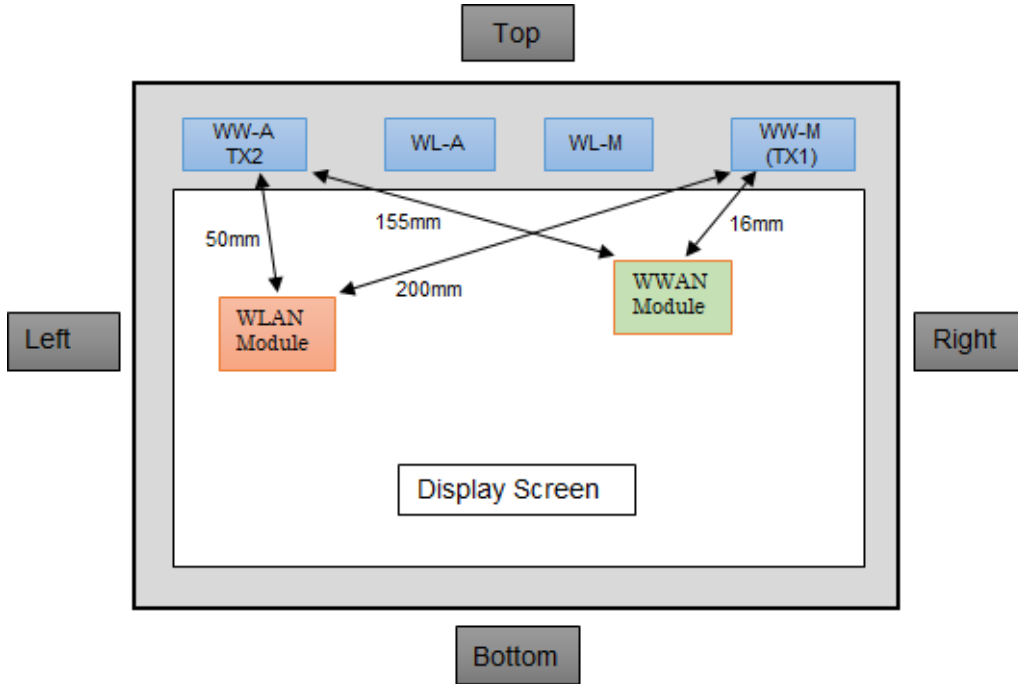 Top
WW-A
TX2
WL-A
WL-M
WW-M
(TX1)
50mm
155mm
16mm
200mm
WLAN
Module
WWAN
Module
Left
Right
Display Screen
Bottom